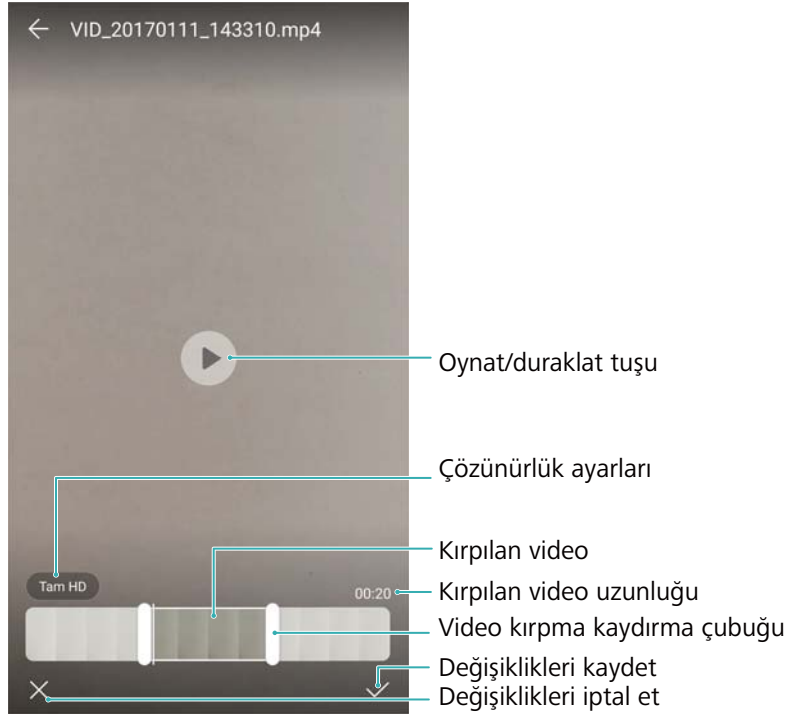 VID_20170111_143310.mp4
Oynat/duraklat tuşu
Çözünürlük ayarları
Kırpılan video
Tam HD
00:20
Kırpılan video uzunluğu
Video kırpma kaydırma çubuğu
Değişiklikleri kaydet
Değişiklikleri iptal et